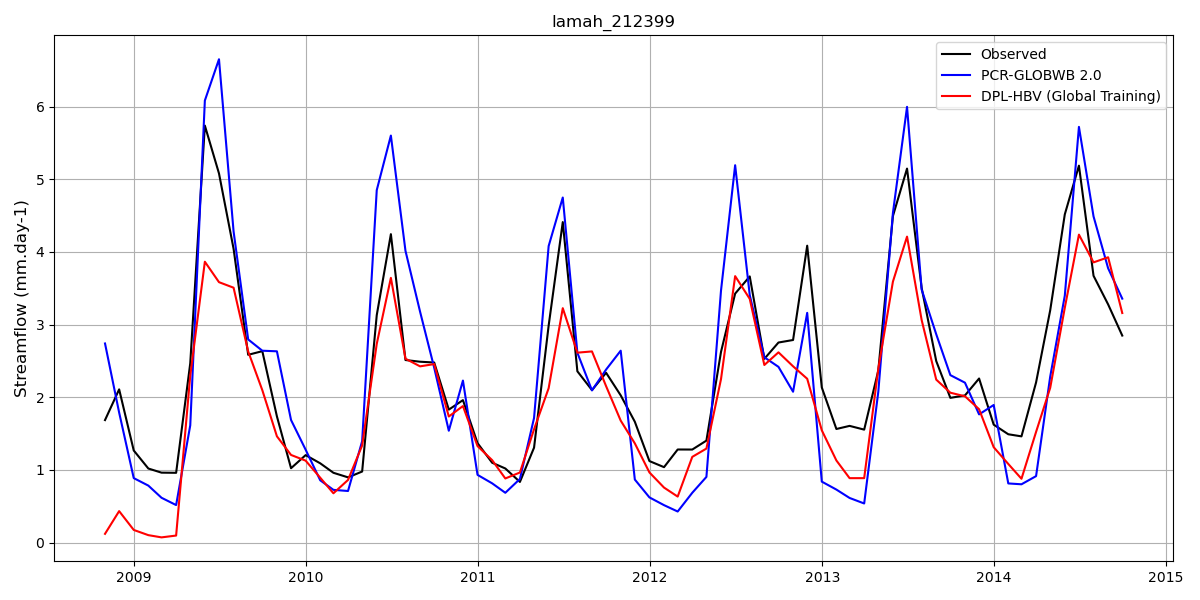 lamah_212399
Observed
PCR-GLOBWB 2.0
DPL-HBV (Global Training)
Streamflow (mm.day-1)
6
5
4
3
2
1
0
2009 2010 2011 2012 2013 2014 2015